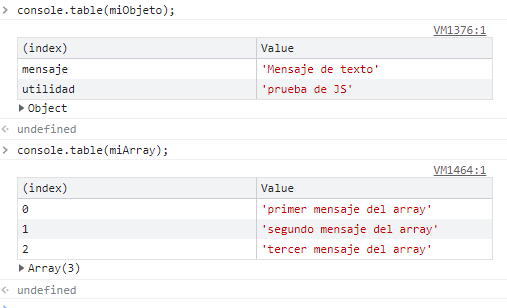 console.table(miObjeto);
VM1376:1
(index) Value
mensaje 'Mensaje de texto'
utilidad 'prueba de JS'
Object
undefined
console.table(miArray);
VM1464:1
(index) Value
0 'primer mensaje del array'
1 'segundo mensaje del array'
2 'tercer mensaje del array'
Array(3)
undefined